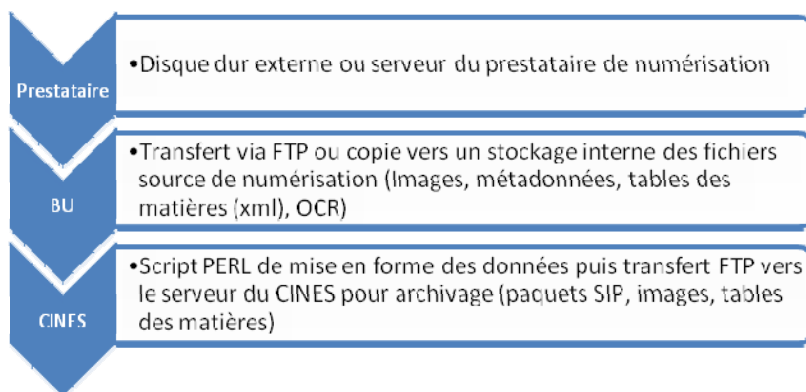 Prestataire
•Disque dur externe ou serveur du prestataire de numérisation
BU
•Transfert via FTP ou copie vers un stockage interne des fichiers
source de numérisation (Images, métadonnées, tables des
matières (xml), OCR)
CINES
•Script PERL de mise en forme des données puis transfert FTP vers
le serveur du CINES pour archivage (paquets SIP, images, tables
des matières)